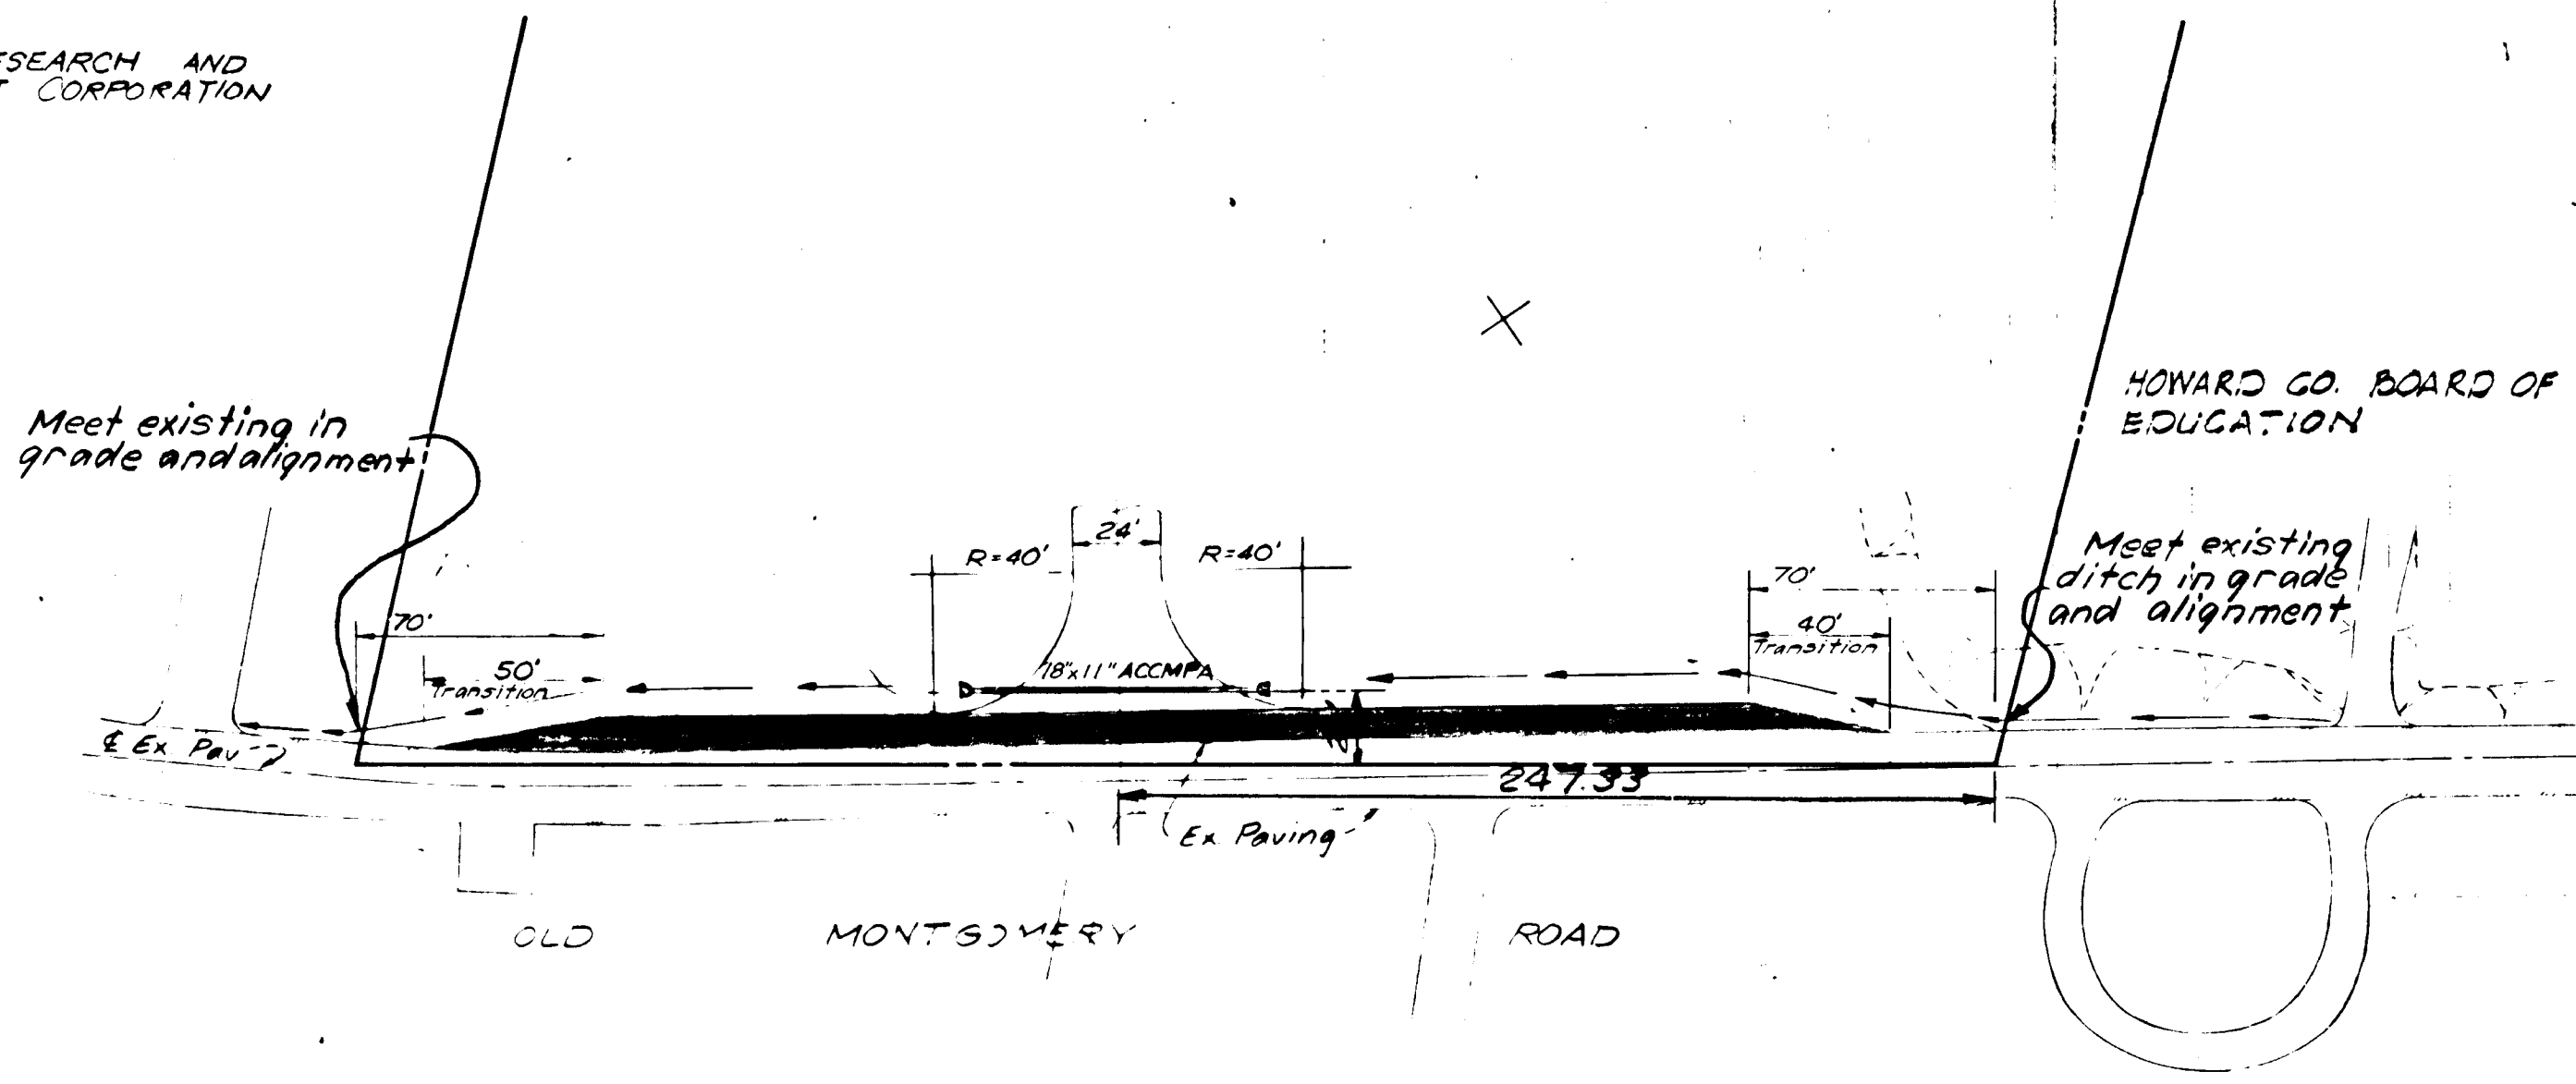 ESEARCH AND
T CORPORATION
Meet existing in
grade and alignment
HOWARD CO. BOARD OF
EDUCATION
Meet existing
ditch in grade
and alignment
24'
R=40'
R=40'
70'
40'
Transition
70'
50'
Transition
18"x11" ACCMPA
₵ Ex Pav
247.33
Ex. Paving
OLD MONTGOMERY ROAD